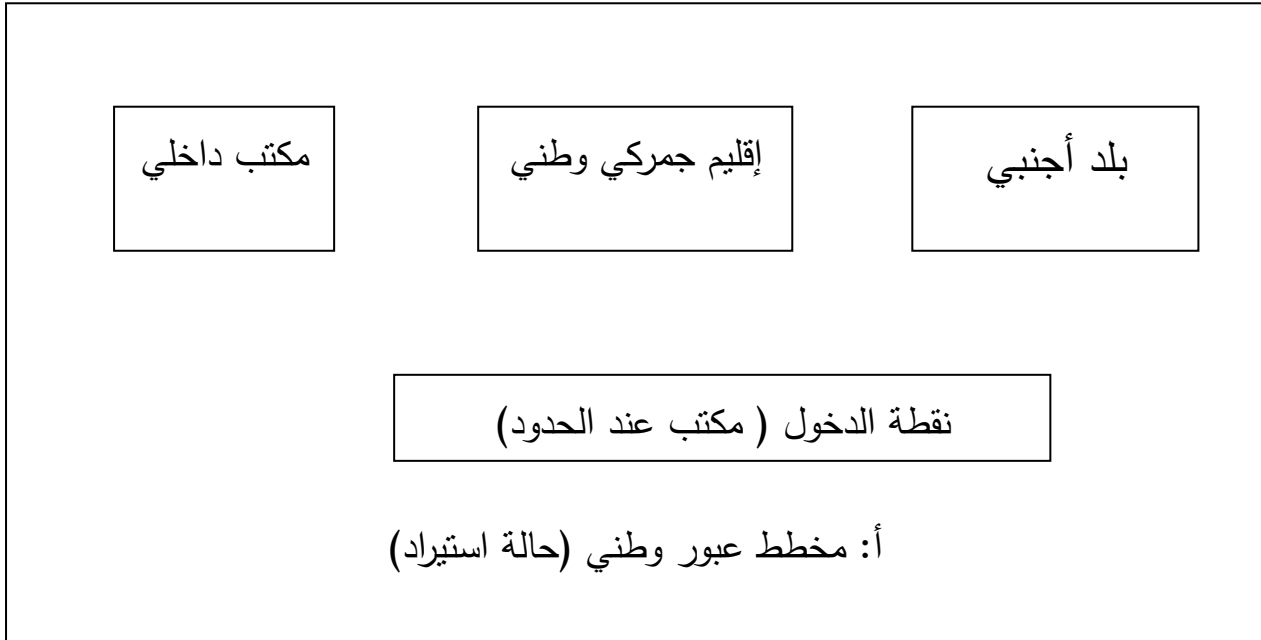 بلد أجنبي
إقليم جمركي وطني
مكتب داخلي
نقطة الدخول ( مكتب عند الحدود)
أ: مخطط عبور وطني (حالة استيراد)